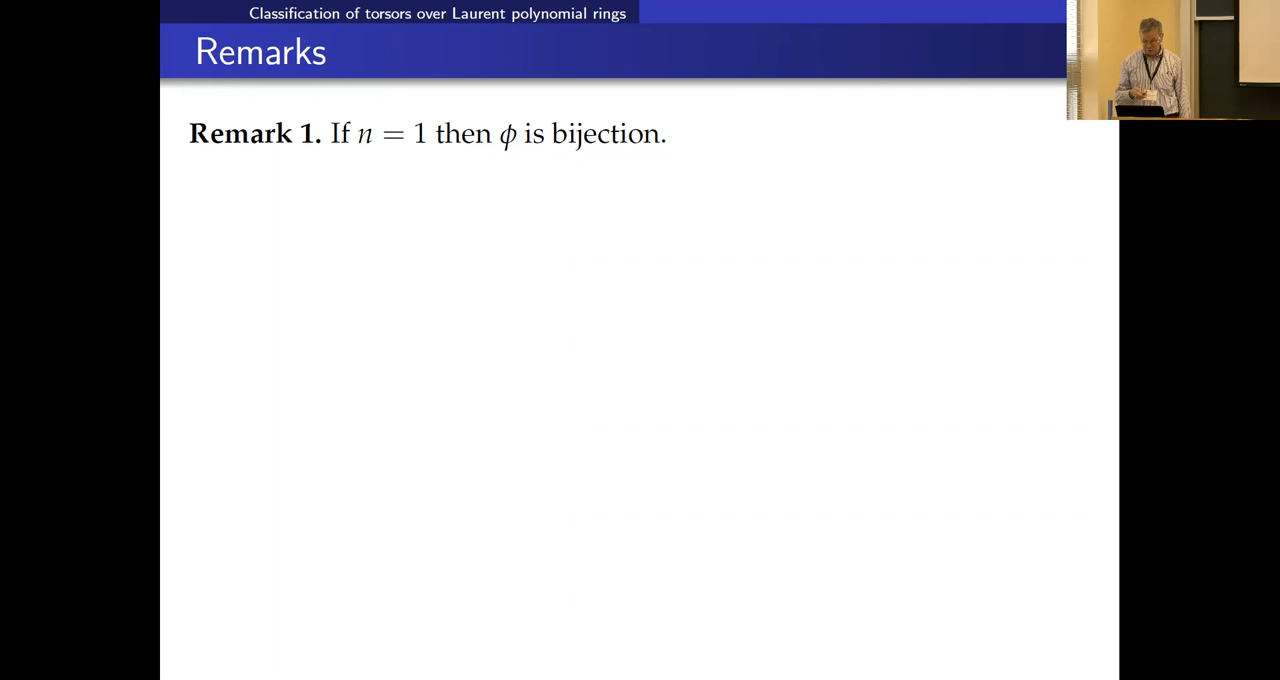 Classification of torsors over Laurent polynomial rings
Remarks
Remark 1. If n = 1 then ϕ is bijection.